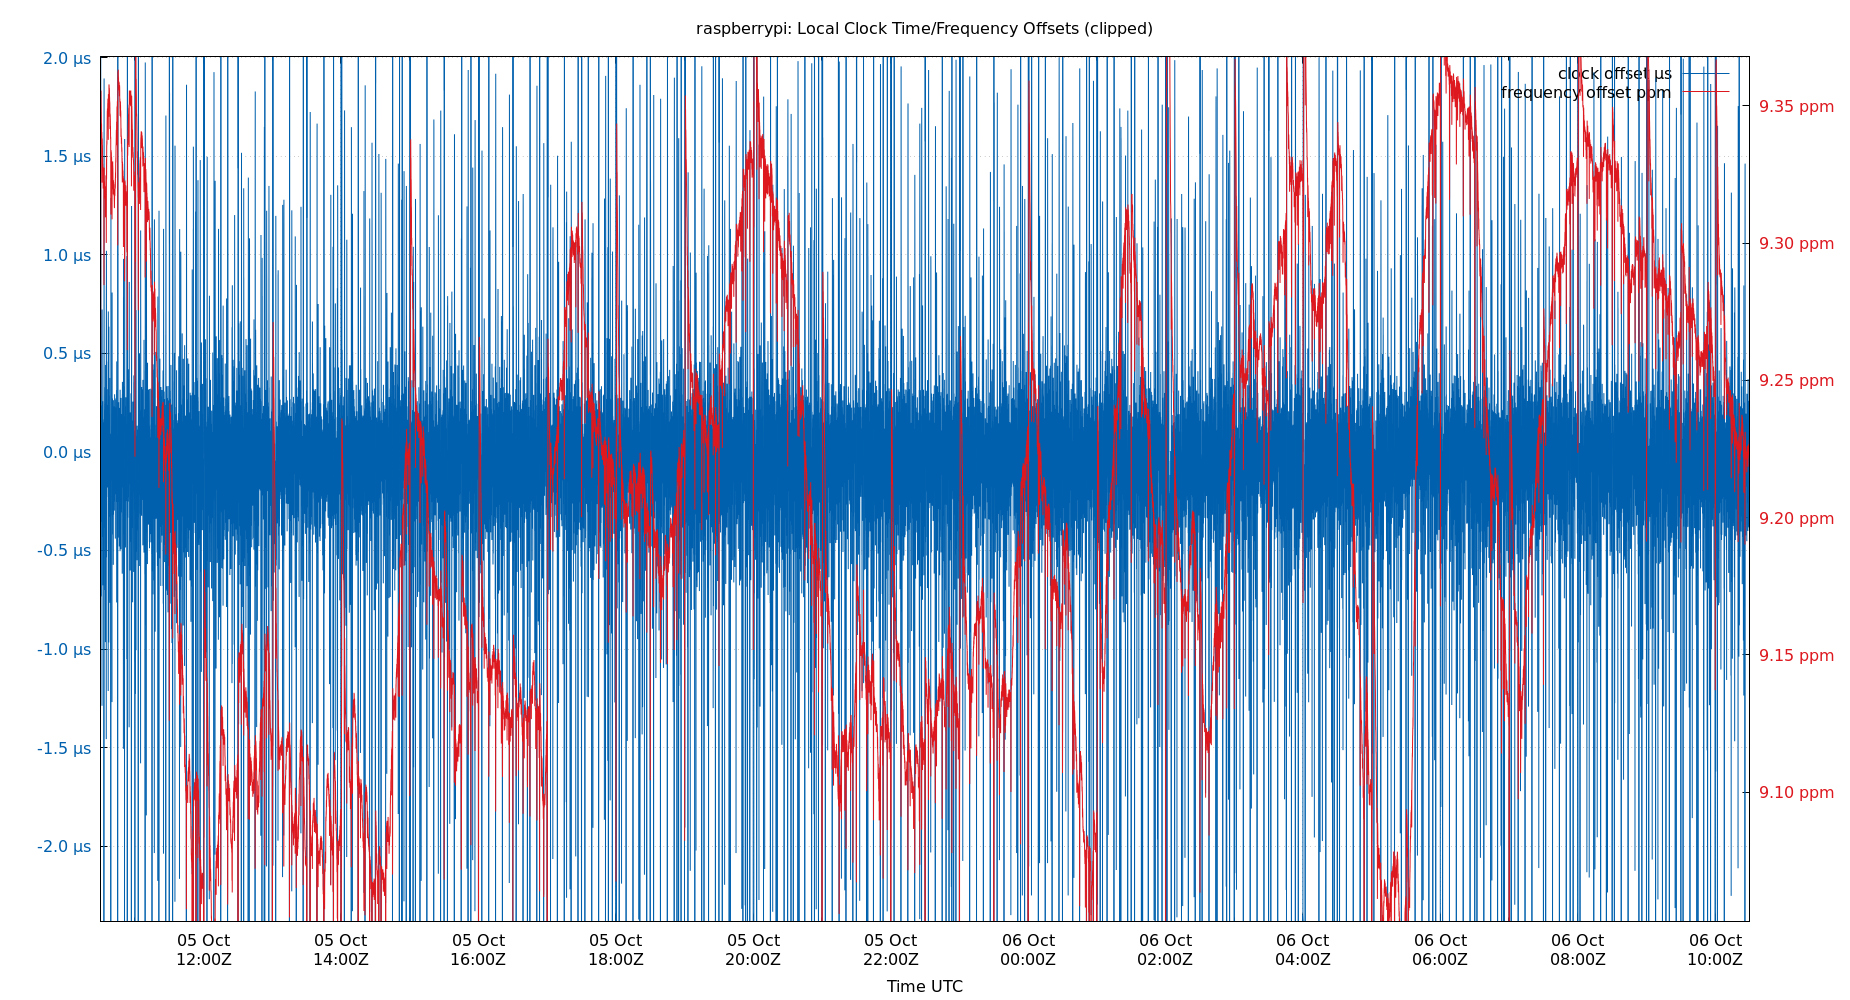 raspberrypi: Local Clock Time/Frequency Offsets (clipped)
clock offset µs
frequency offset ppm
2.0 µs
1.5 µs
1.0 µs
0.5 µs
0.0 µs
-0.5 µs
-1.0 µs
-1.5 µs
-2.0 µs
9.35 ppm
9.30 ppm
9.25 ppm
9.20 ppm
9.15 ppm
9.10 ppm
05 Oct 05 Oct 05 Oct 05 Oct 05 Oct 05 Oct 06 Oct 06 Oct 06 Oct 06 Oct 06 Oct 06 Oct
12:00Z 14:00Z 16:00Z 18:00Z 20:00Z 22:00Z 00:00Z 02:00Z 04:00Z 06:00Z 08:00Z 10:00Z
Time UTC